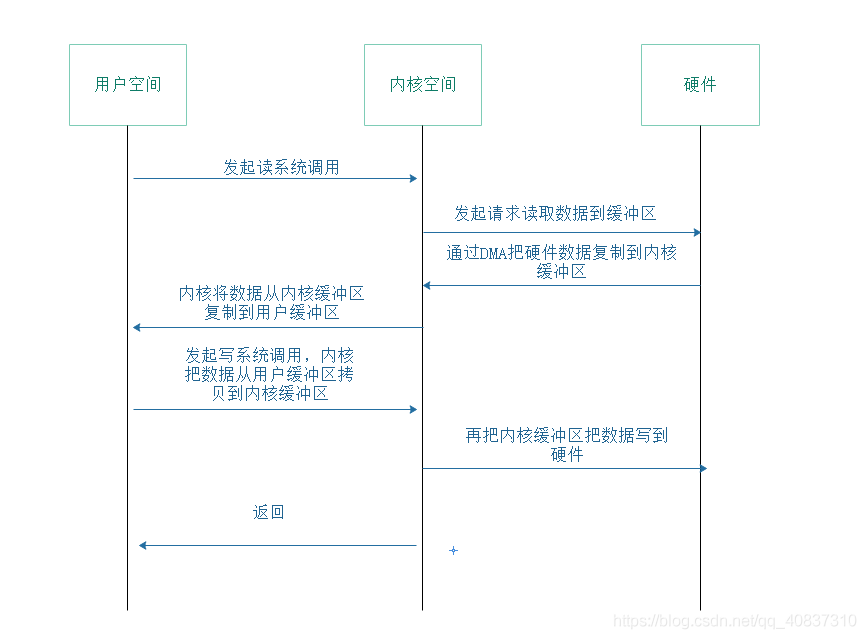 用户空间
内核空间
硬件
发起读系统调用
发起请求读取数据到缓冲区
通过DMA把硬件数据复制到内核
缓冲区
内核将数据从内核缓冲区
复制到用户缓冲区
发起写系统调用，内核
把数据从用户缓冲区拷
贝到内核缓冲区
再把内核缓冲区把数据写到
硬件
返回
https://blog.csdn.net/qq_40837310